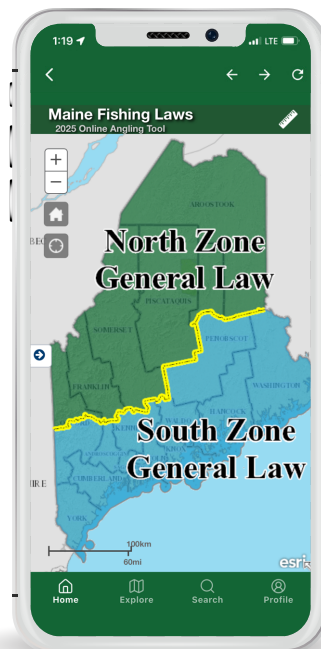 1:19
LTE
Maine Fishing Laws
2025 Online Angling Tool
+
−
AROOSTOOK
North Zone
General Law
PISCATAQUIS
SOMERSET
PENOBSCOT
FRANKLIN
WASHINGTON
HANCOCK
South Zone
General Law
CUMBERLAND
YORK
100km
60mi
esri
Home
Explore
Search
Profile